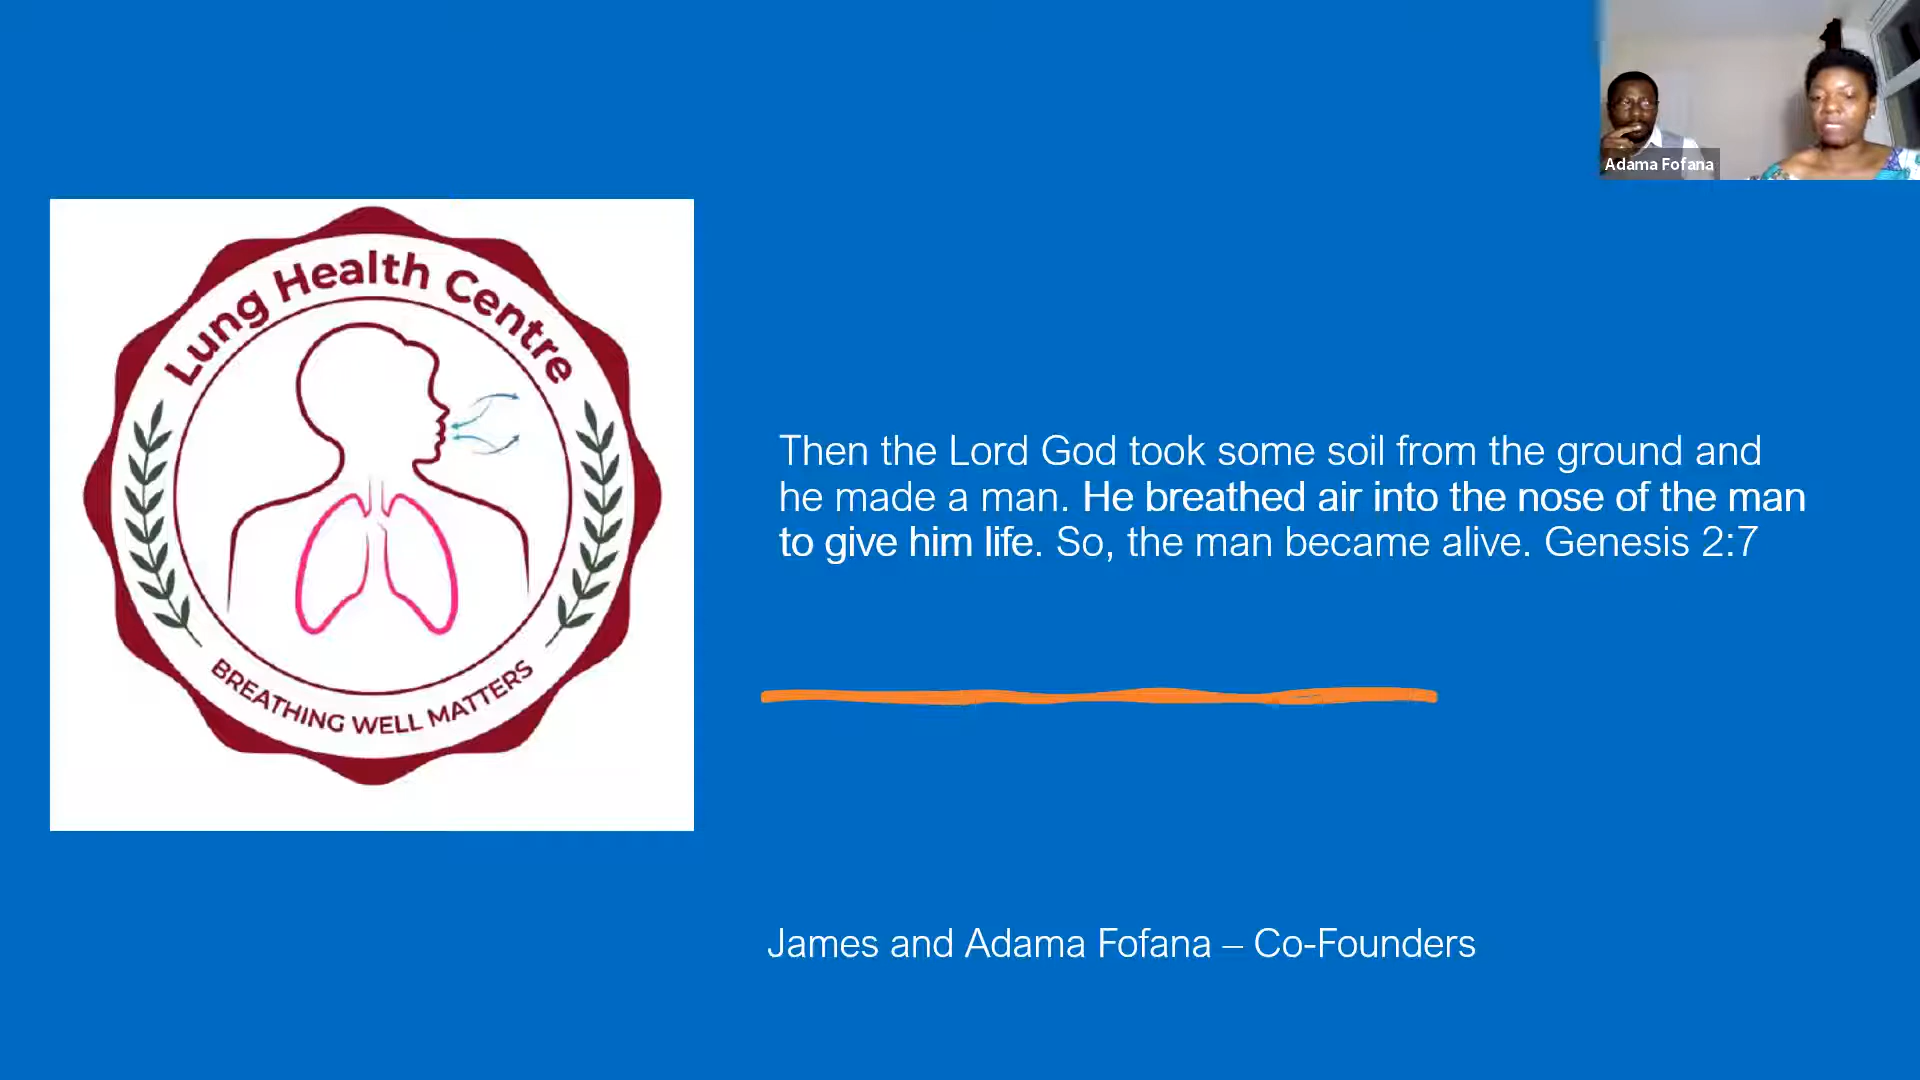 Adama Fofana
Lung Health Centre
BREATHING WELL MATTERS
Then the Lord God took some soil from the ground and
he made a man. He breathed air into the nose of the man
to give him life. So, the man became alive. Genesis 2:7
James and Adama Fofana – Co-Founders